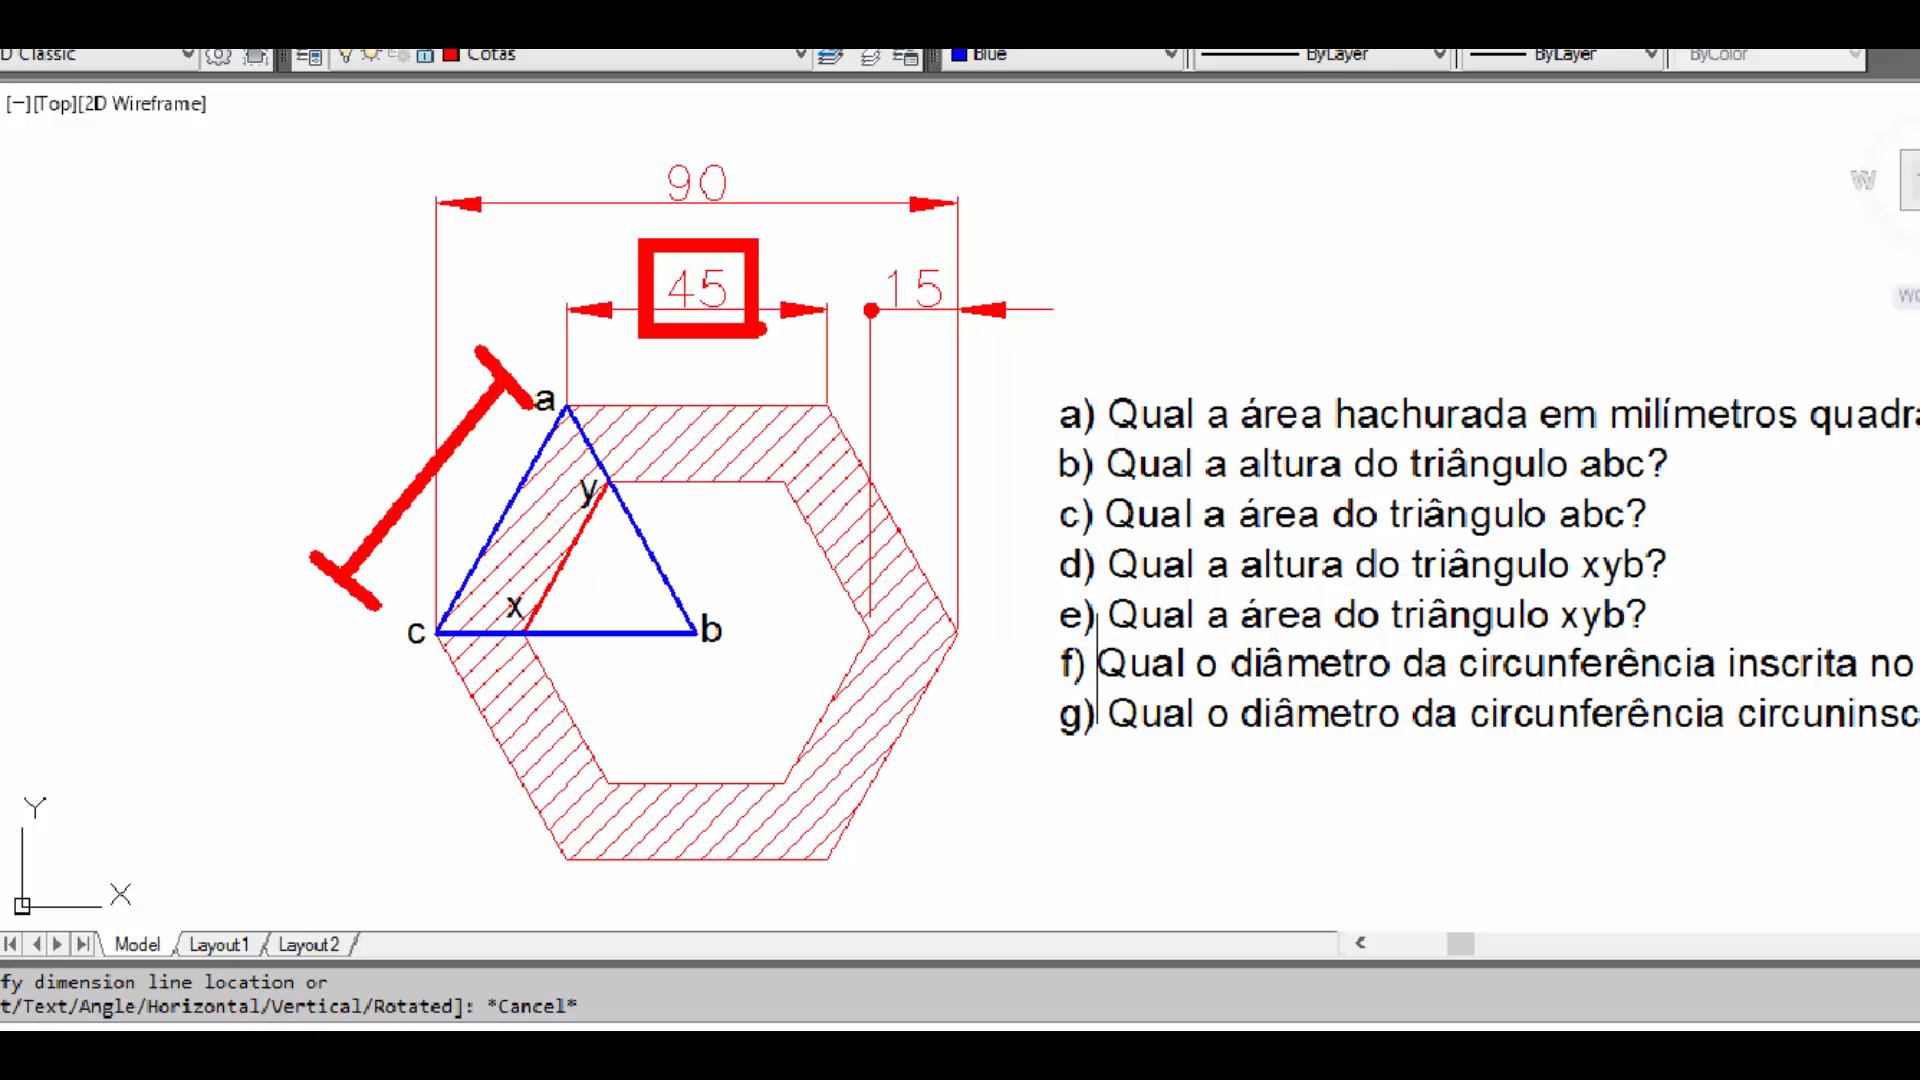 D Classic Cotas Blue ByLayer ByLayer ByColor
[−][Top][2D Wireframe]
90
W
45 15
a
a) Qual a área hachurada em milímetros
b) Qual a altura do triângulo abc?
y
c) Qual a área do triângulo abc?
d) Qual a altura do triângulo xyb?
x
e) Qual a área do triângulo xyb?
c b
f) Qual o diâmetro da circunferência inscrita no
g) Qual o diâmetro da circunferência
Y
X
Model Layout1 Layout2
fy dimension line location or
t/Text/Angle/Horizontal/Vertical/Rotated]: *Cancel*